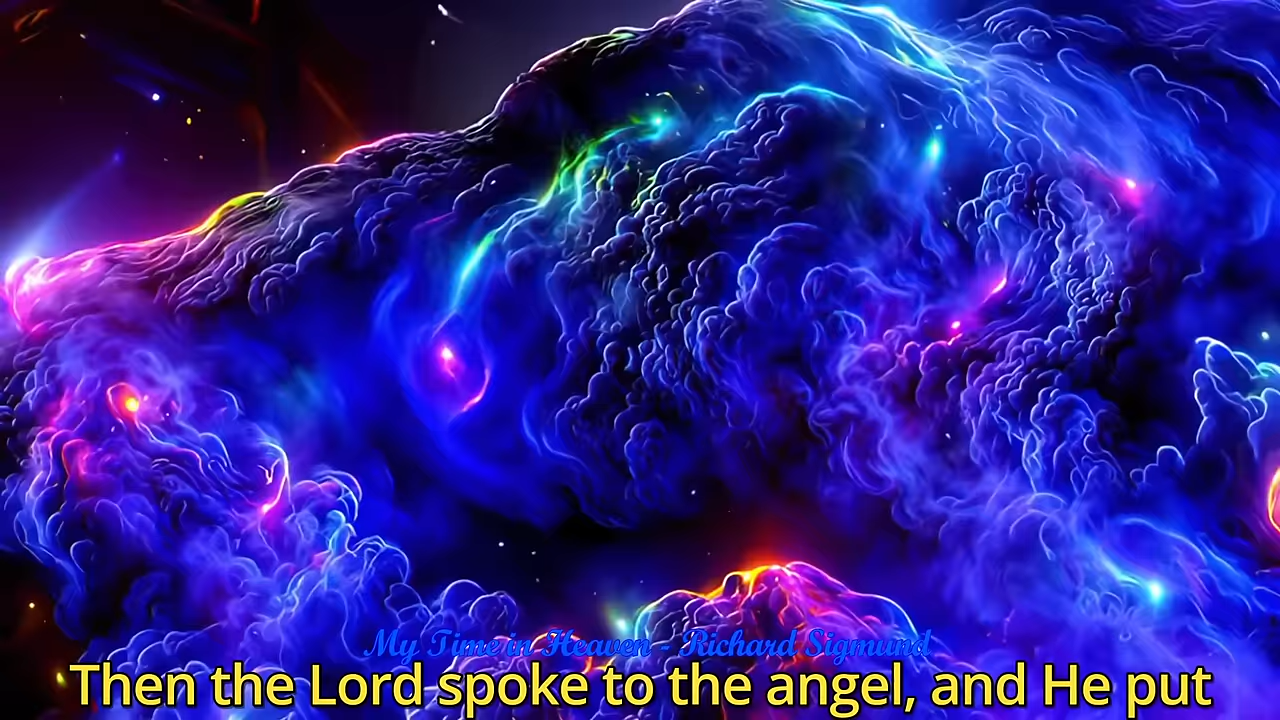 My Time in Heaven - Richard Sigmund
Then the Lord spoke to the angel, and He put